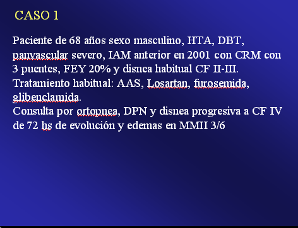 CASO 1
Paciente de 68 años sexo masculino, HTA, DBT,
panvascular severo, IAM anterior en 2001 con CRM con
3 puentes, FEY 20% y disnea habitual CF II-III.
Tratamiento habitual: AAS, Losartan, furosemida,
glibenclamida.
Consulta por ortopnea, DPN y disnea progresiva a CF IV
de 72 hs de evolución y edemas en MMII 3/6